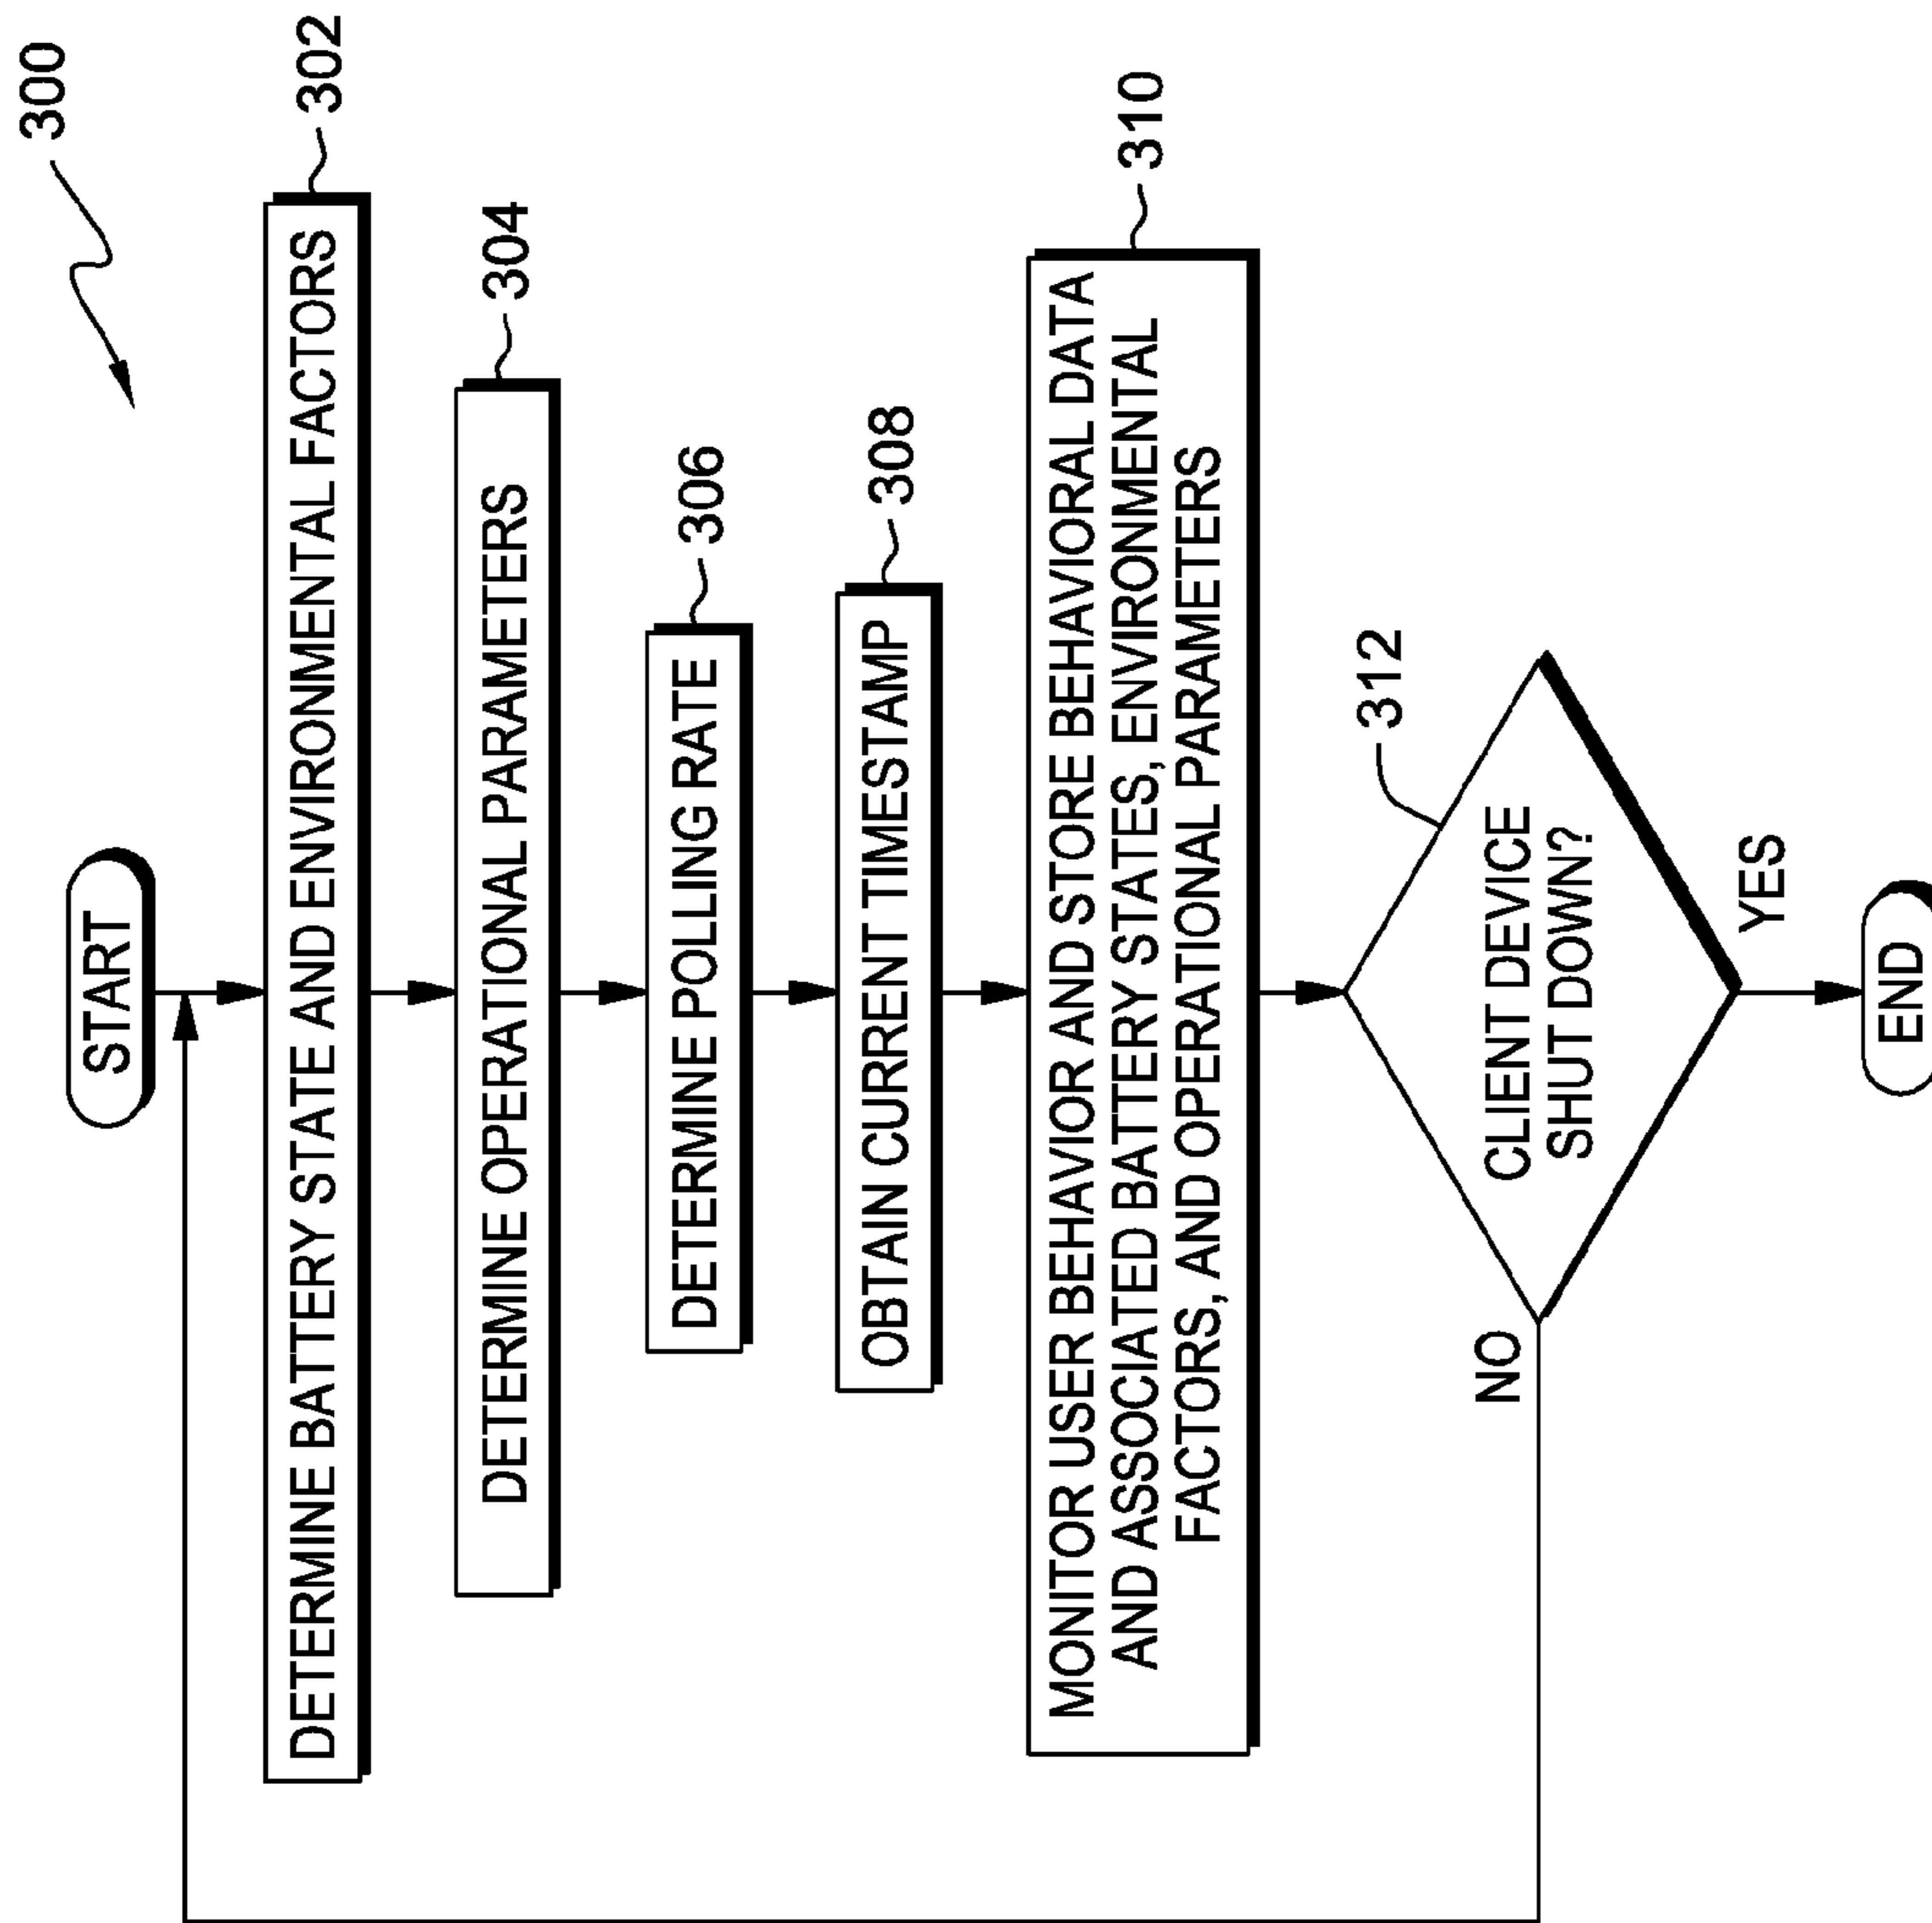 300
START
DETERMINE BATTERY STATE AND ENVIRONMENTAL FACTORS
302
DETERMINE OPERATIONAL PARAMETERS
304
DETERMINE POLLING RATE
306
OBTAIN CURRENT TIMESTAMP
308
MONITOR USER BEHAVIOR AND STORE BEHAVIORAL DATA
AND ASSOCIATED BATTERY STATES, ENVIRONMENTAL
FACTORS, AND OPERATIONAL PARAMETERS
310
312
CLIENT DEVICE
SHUT DOWN?
NO
YES
END